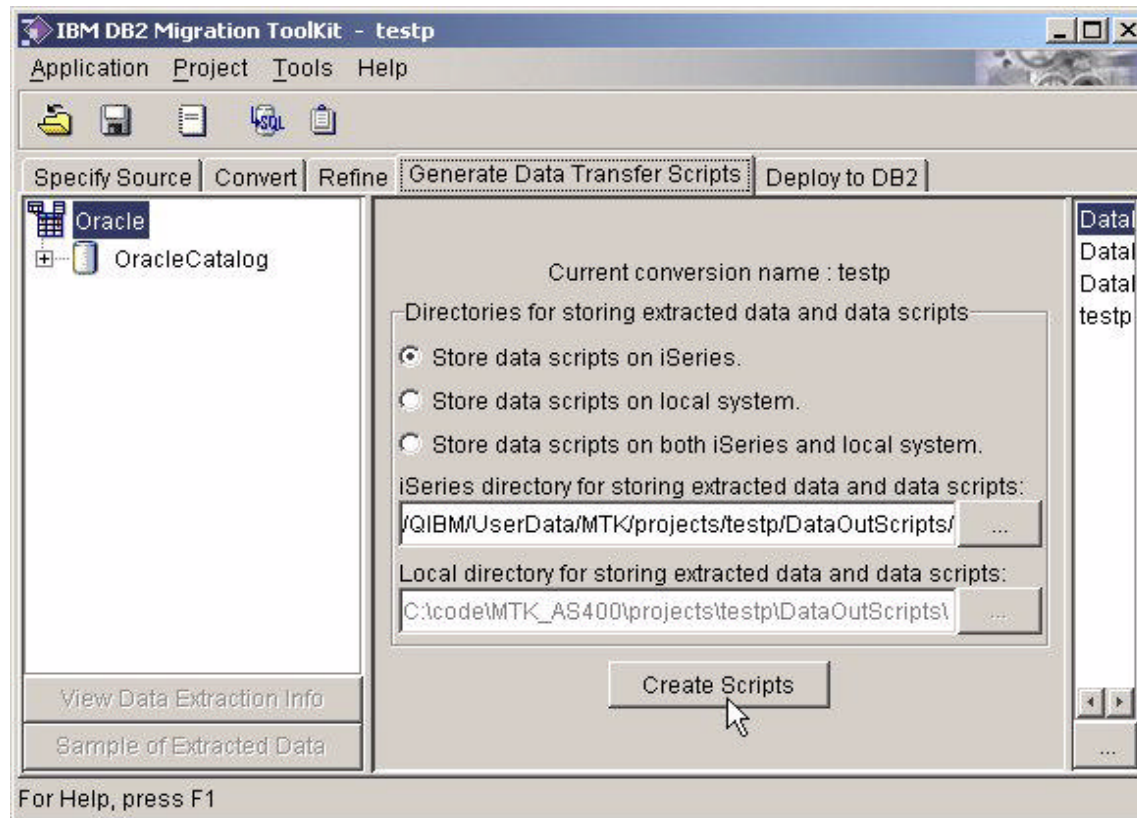 IBM DB2 Migration ToolKit - testp
Application Project Tools Help
SQL
Specify Source Convert Refine Generate Data Transfer Scripts Deploy to DB2
Oracle
OracleCatalog
View Data Extraction Info
Sample of Extracted Data
Current conversion name : testp
Directories for storing extracted data and data scripts
Store data scripts on iSeries.
Store data scripts on local system.
Store data scripts on both iSeries and local system.
iSeries directory for storing extracted data and data scripts:
/QIBM/UserData/MTK/projects/testp/DataOutScripts/ ...
Local directory for storing extracted data and data scripts:
C:\code\MTK_AS400\projects\testp\DataOutScripts\ ...
Create Scripts
testp
...
For Help, press F1